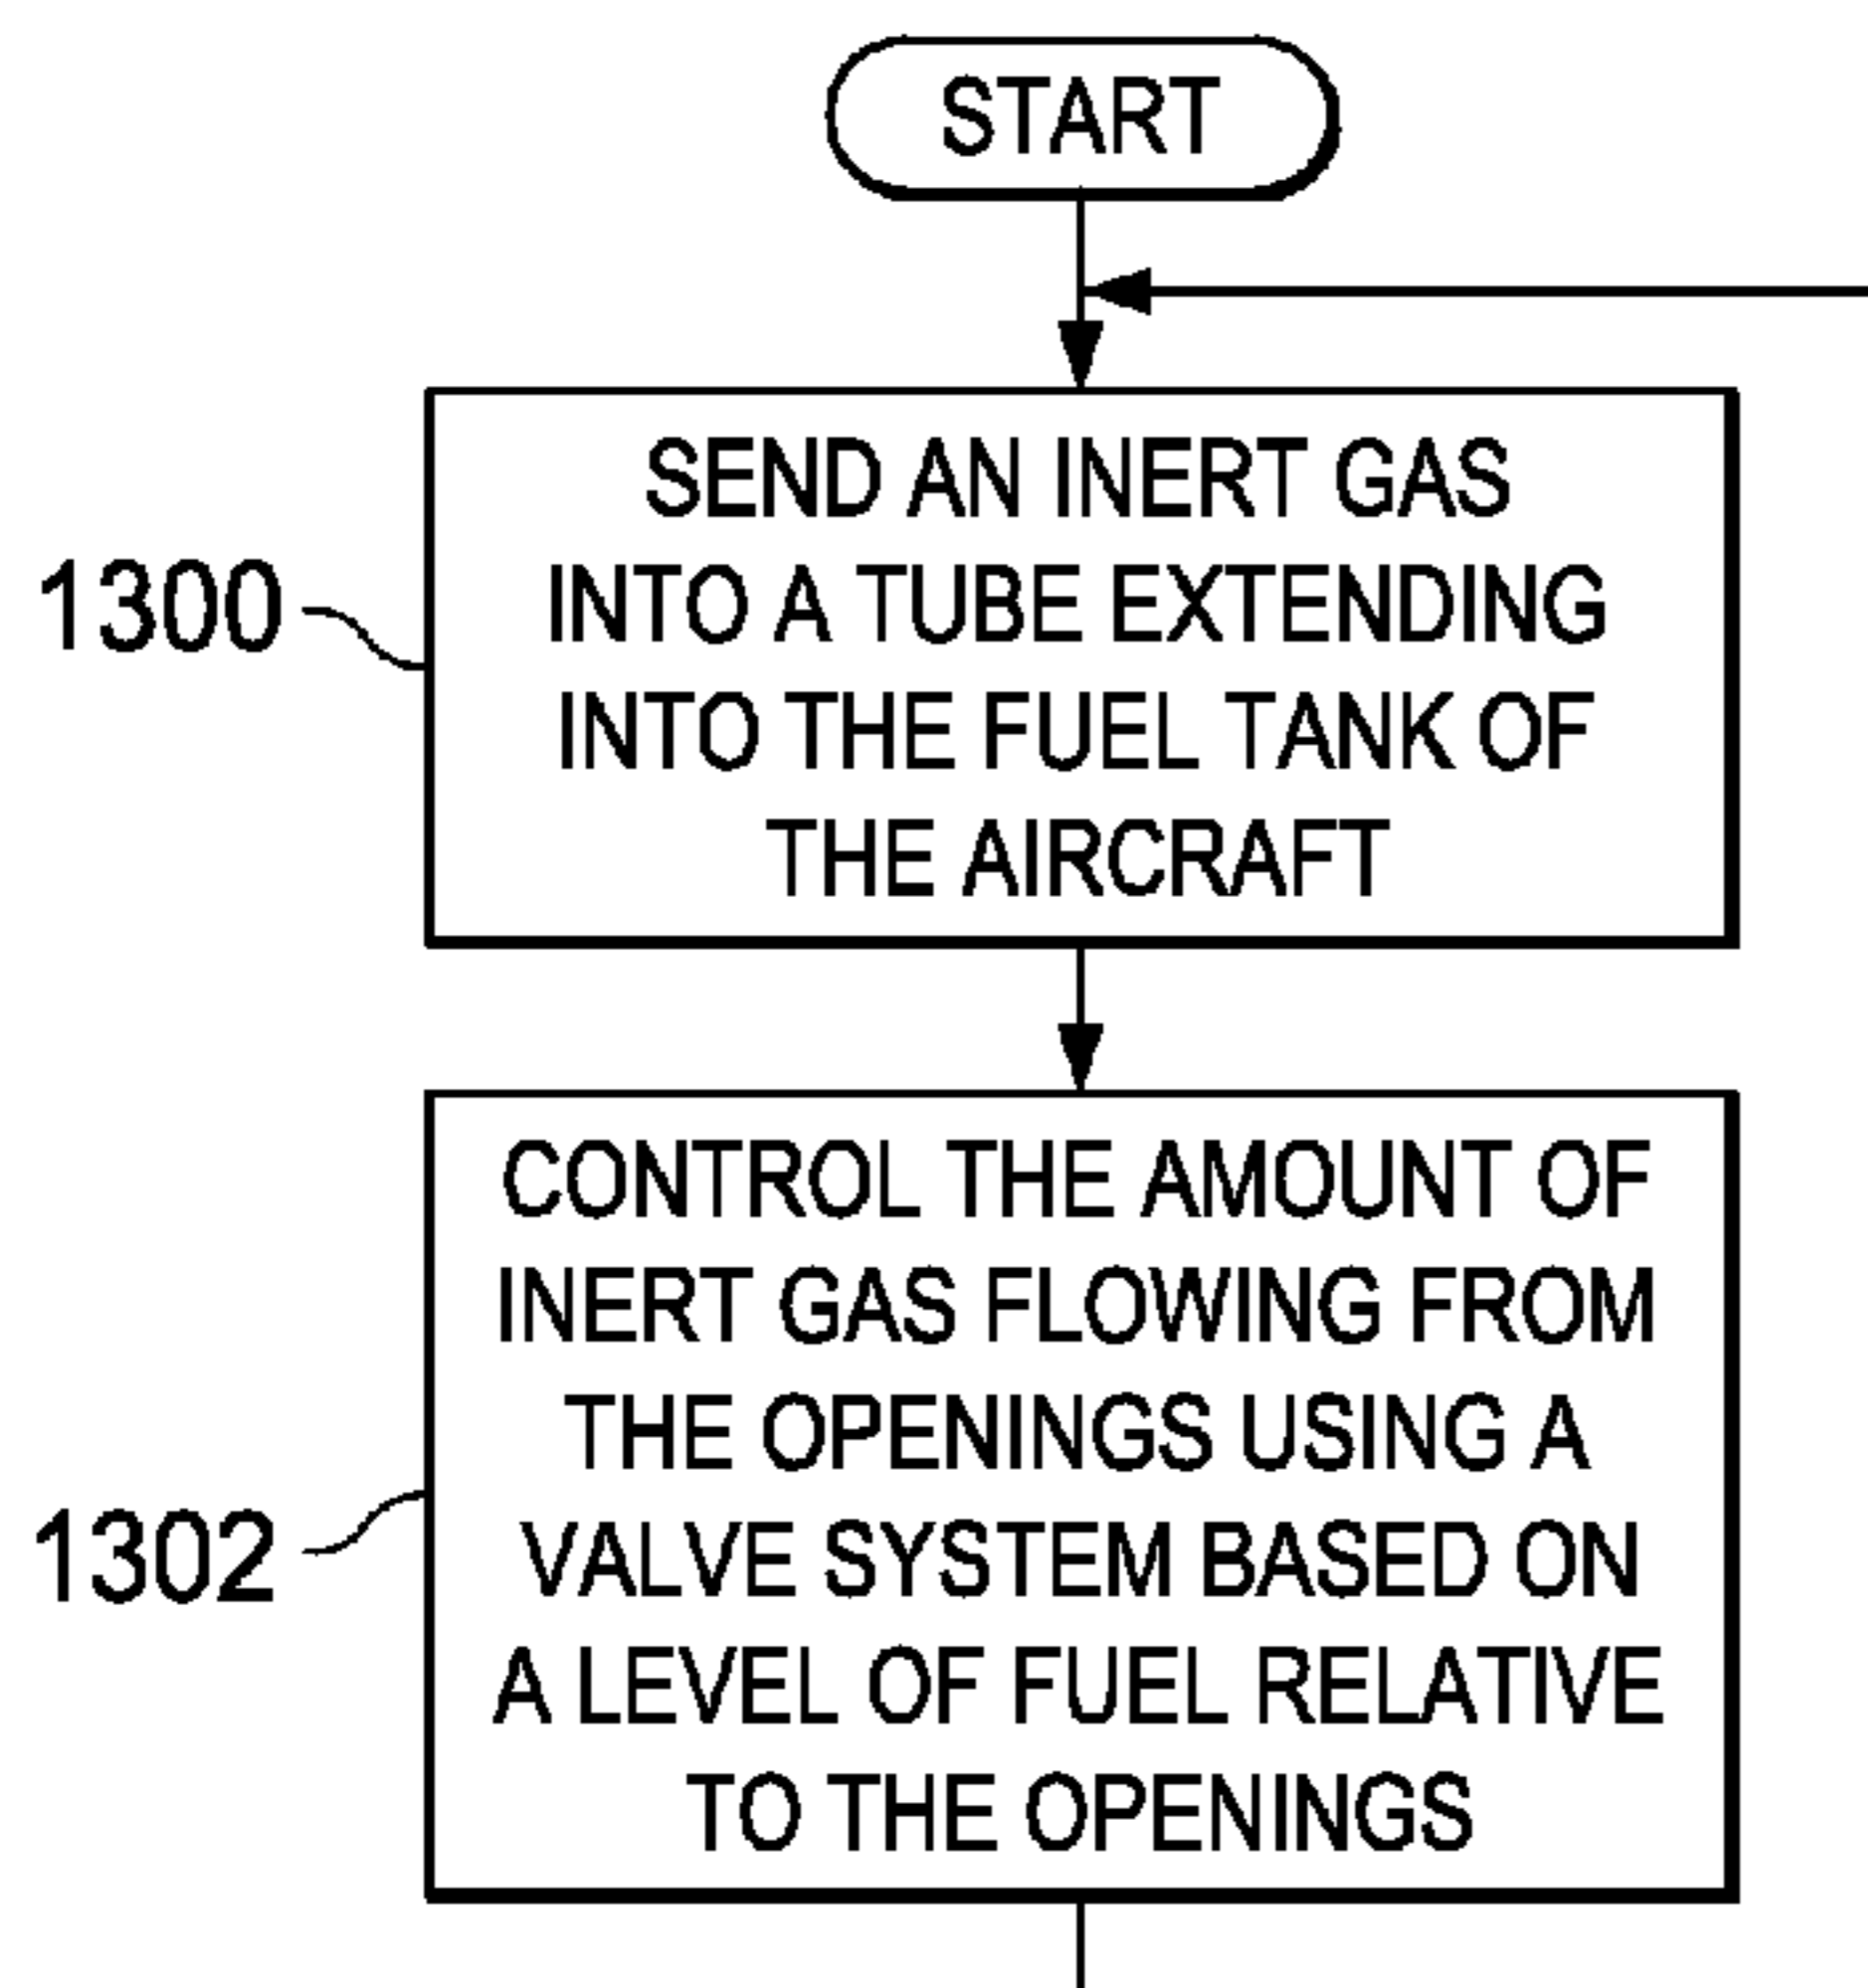 START
SEND AN INERT GAS
INTO A TUBE EXTENDING
INTO THE FUEL TANK OF
THE AIRCRAFT
1300
CONTROL THE AMOUNT OF
INERT GAS FLOWING FROM
THE OPENINGS USING A
VALVE SYSTEM BASED ON
A LEVEL OF FUEL RELATIVE
TO THE OPENINGS
1302